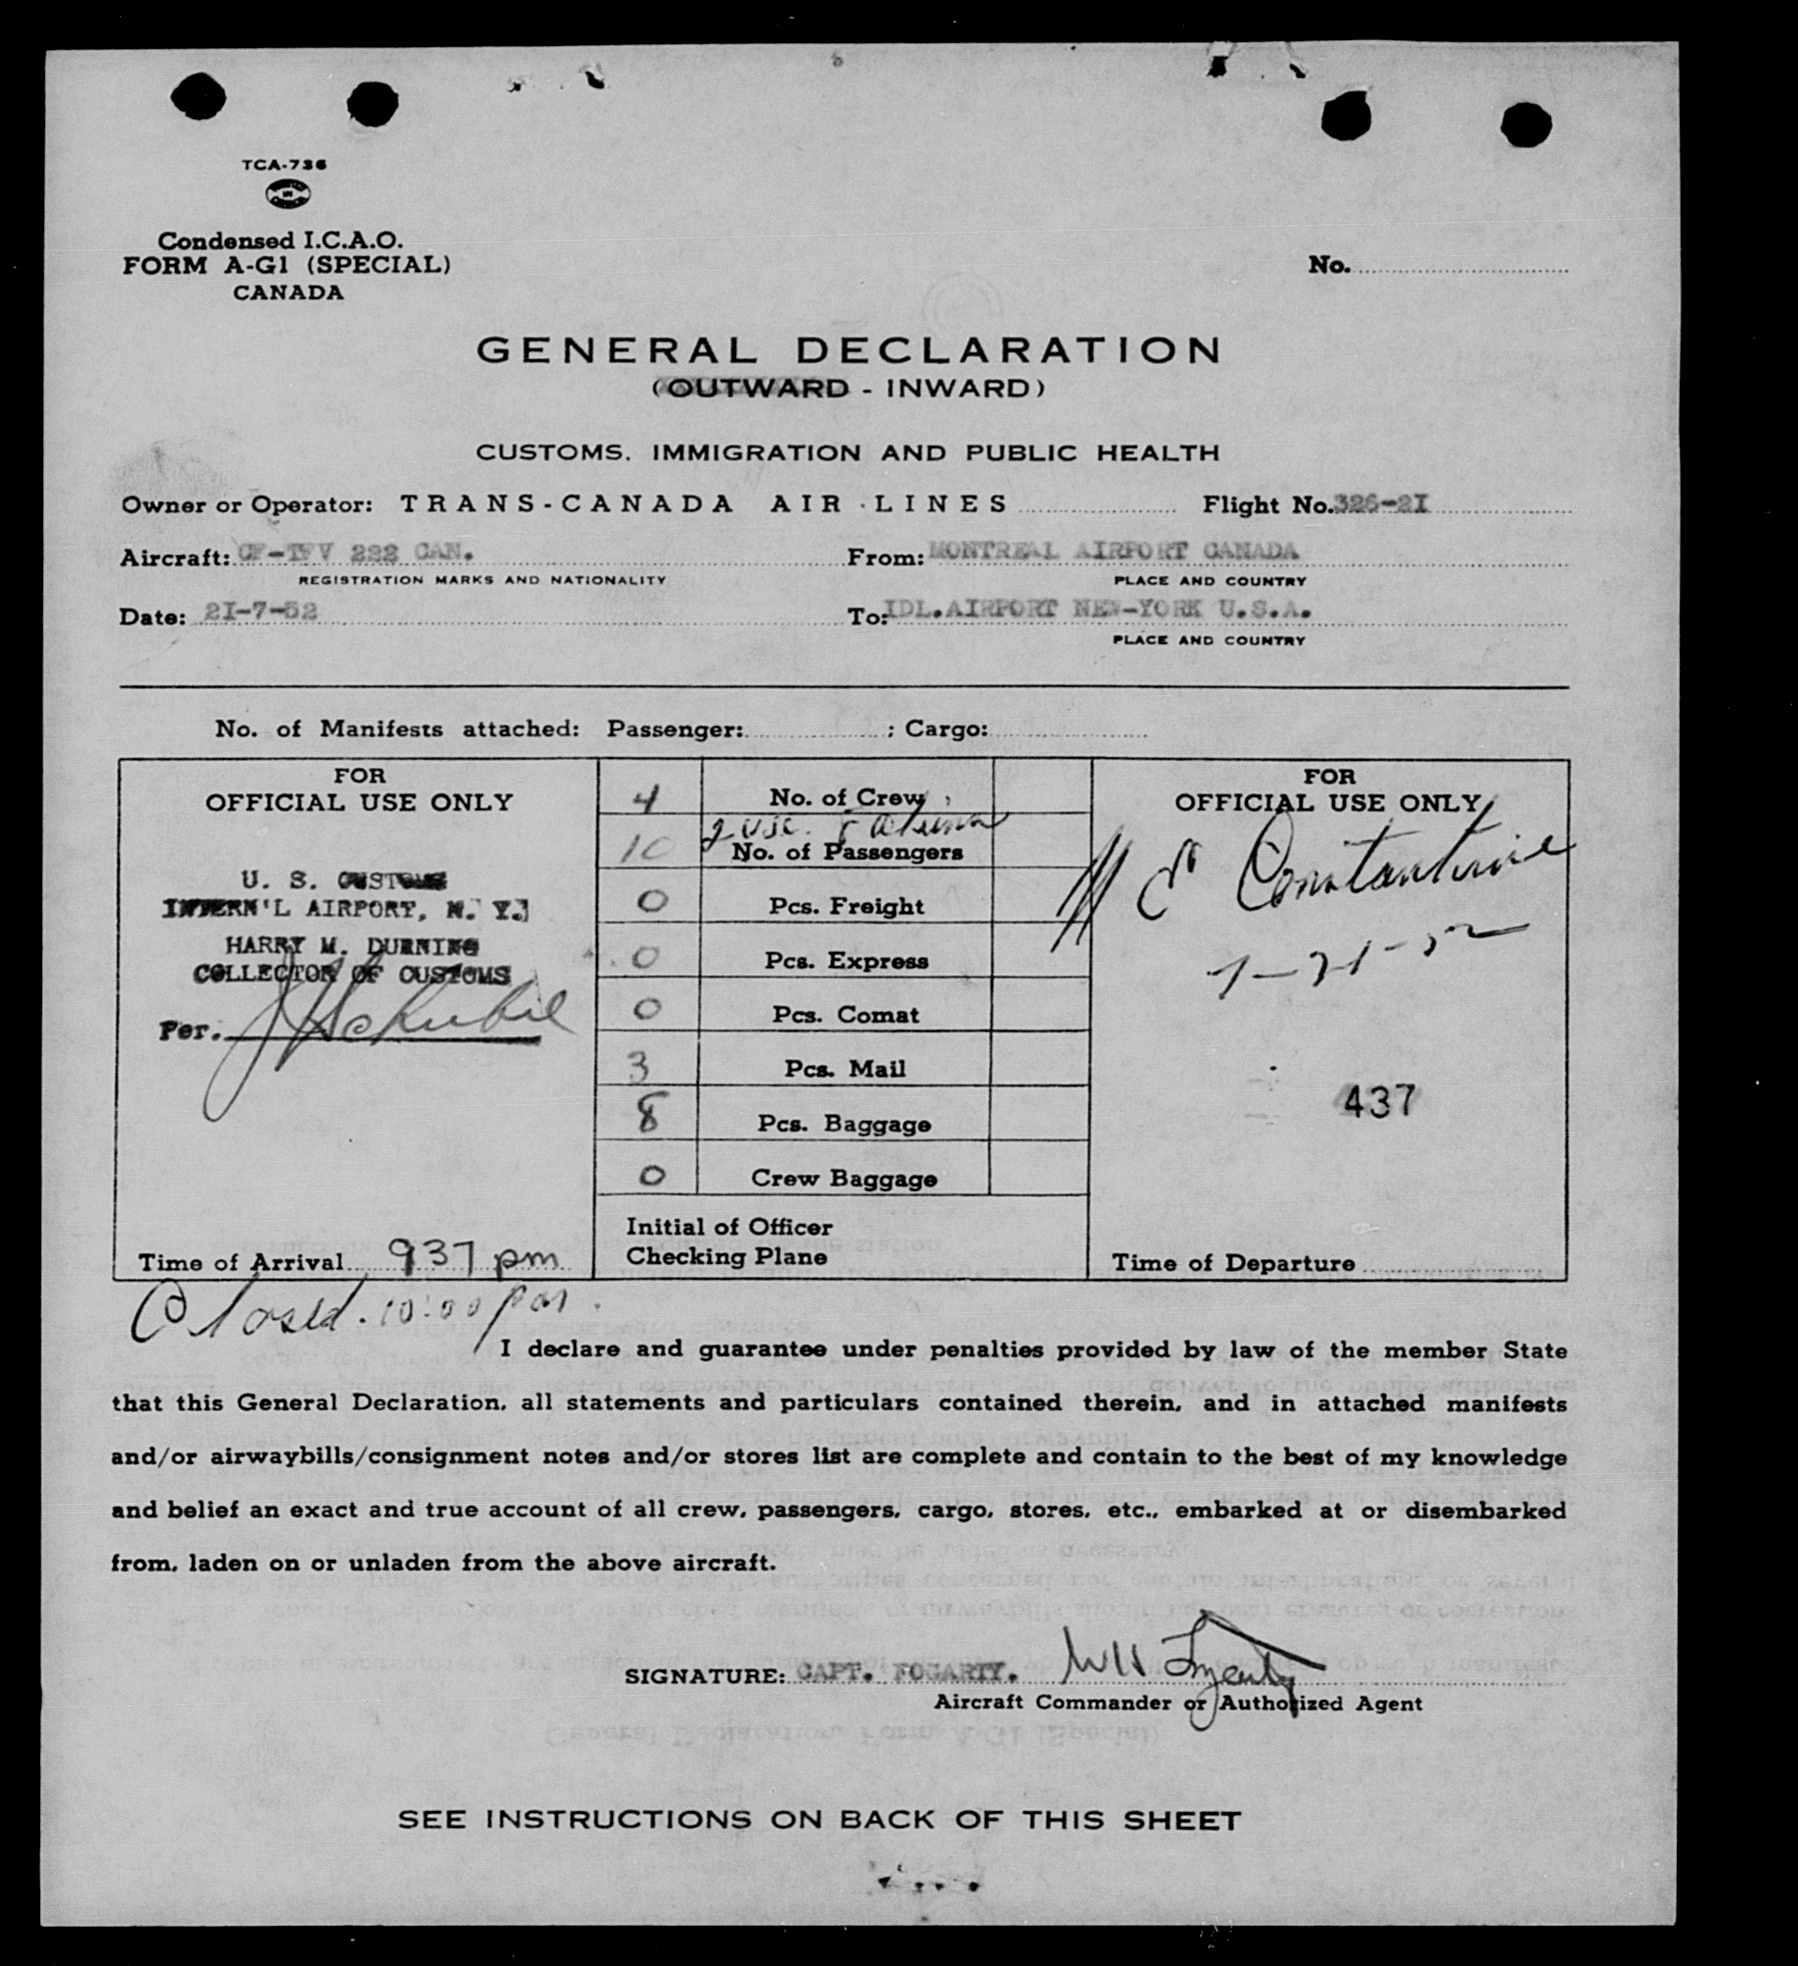 TCA-736
Condensed I.C.A.O.
FORM A-G1 (SPECIAL)
CANADA
No.
GENERAL DECLARATION
(OUTWARD - INWARD)
CUSTOMS, IMMIGRATION AND PUBLIC HEALTH
Owner or Operator: TRANS-CANADA AIR LINES Flight No. 326-2I
Aircraft: CF-TFV 222 CAN. From: MONTREAL AIRPORT CANADA
REGISTRATION MARKS AND NATIONALITY PLACE AND COUNTRY
Date: 2I-7-52 To: IDL.AIRPORT NEW-YORK U.S.A.
PLACE AND COUNTRY
No. of Manifests attached: Passenger: ; Cargo:
FOR
OFFICIAL USE ONLY
U. S. CUSTOMS
INTERN'L AIRPORT, N. Y.
HARRY M. DURNING
COLLECTOR OF CUSTOMS
Per.
Time of Arrival 937 pm
4 No. of Crew
10 No. of Passengers
0 Pcs. Freight
0 Pcs. Express
0 Pcs. Comat
3 Pcs. Mail
8 Pcs. Baggage
0 Crew Baggage
Initial of Officer
Checking Plane
FOR
OFFICIAL USE ONLY
Constantine
7-21-52
437
Time of Departure
Closed. 10:00 pm.
I declare and guarantee under penalties provided by law of the member State
that this General Declaration, all statements and particulars contained therein, and in attached manifests
and/or airwaybills/consignment notes and/or stores list are complete and contain to the best of my knowledge
and belief an exact and true account of all crew, passengers, cargo, stores, etc., embarked at or disembarked
from, laden on or unladen from the above aircraft.
SIGNATURE: CAPT. FOGARTY. WH Fogarty
Aircraft Commander or Authorized Agent
SEE INSTRUCTIONS ON BACK OF THIS SHEET